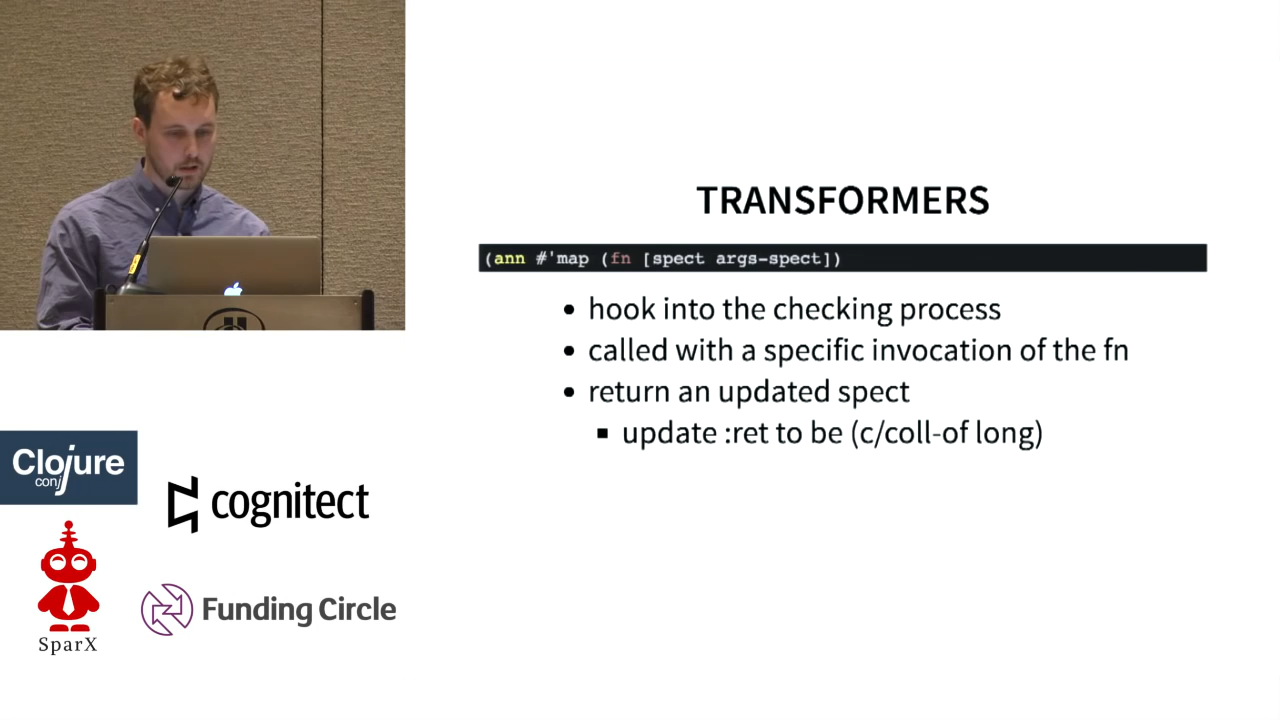 TRANSFORMERS
(ann #'map (fn [spect args-spect])
• hook into the checking process
• called with a specific invocation of the fn
• return an updated spect
▪ update :ret to be (c/coll-of long)
Clojure
conj
cognitect
SparX
Funding Circle